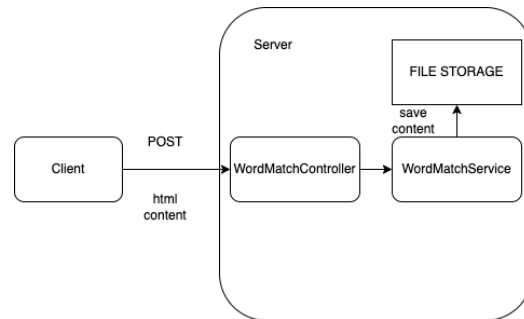 Server
FILE STORAGE
save
content
POST
Client
WordMatchController
WordMatchService
html
content